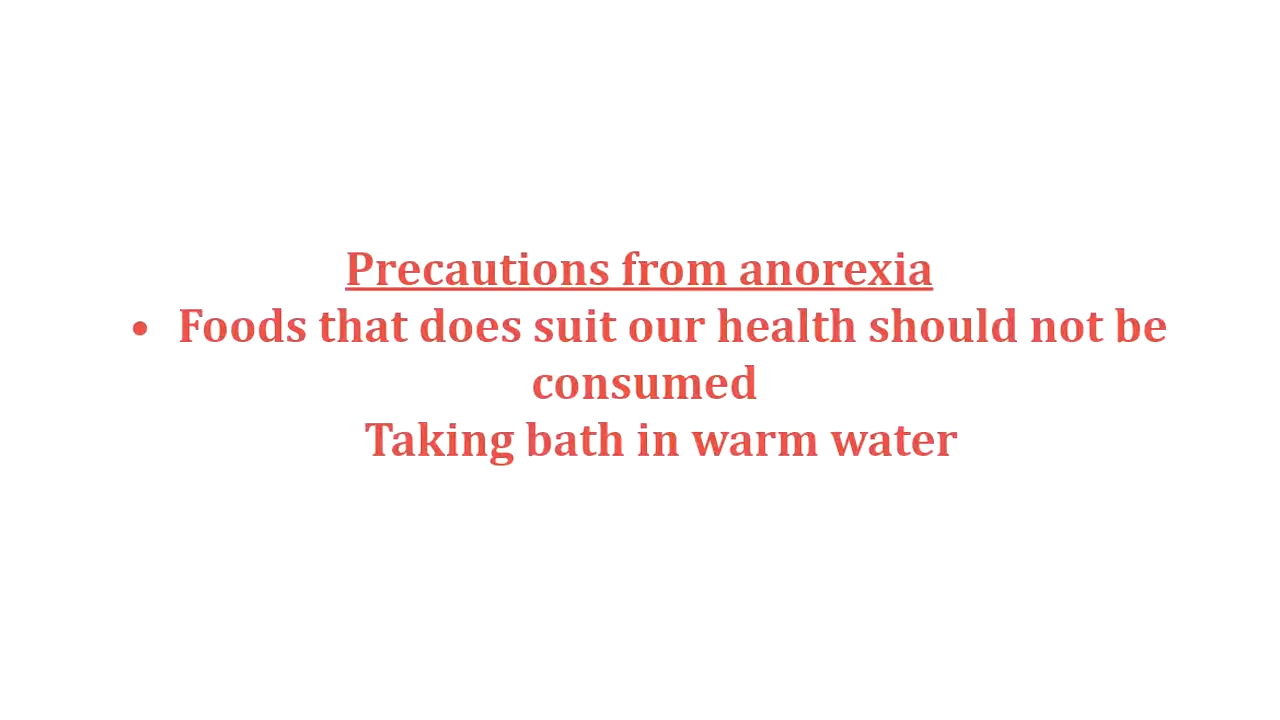 Precautions from anorexia
• Foods that does suit our health should not be
consumed
Taking bath in warm water